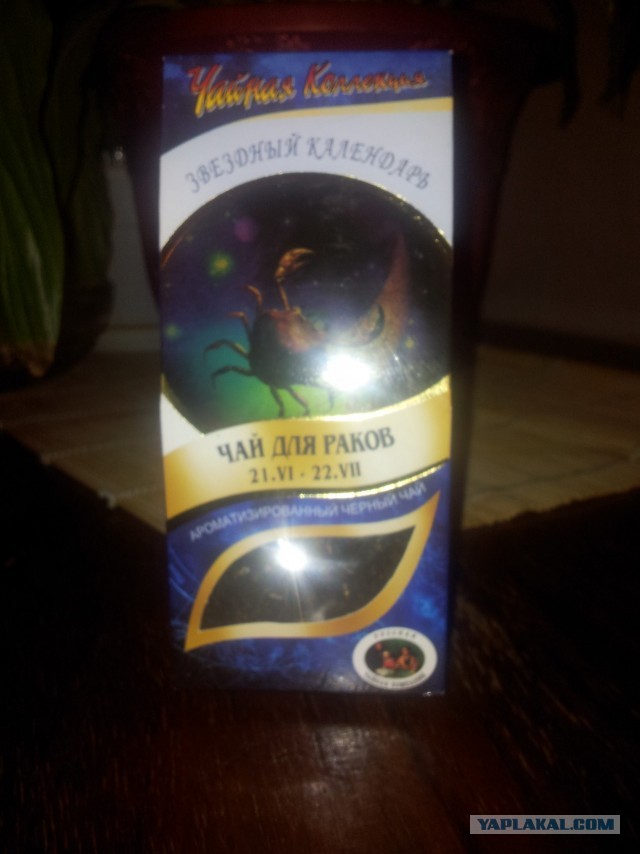 Чайная Коллекция
ЗВЕЗДНЫЙ КАЛЕНДАРЬ
ЧАЙ ДЛЯ РАКОВ
21.VI - 22.VII
АРОМАТИЗИРОВАННЫЙ ЧЕРНЫЙ ЧАЙ
YAPLAKAL.COM